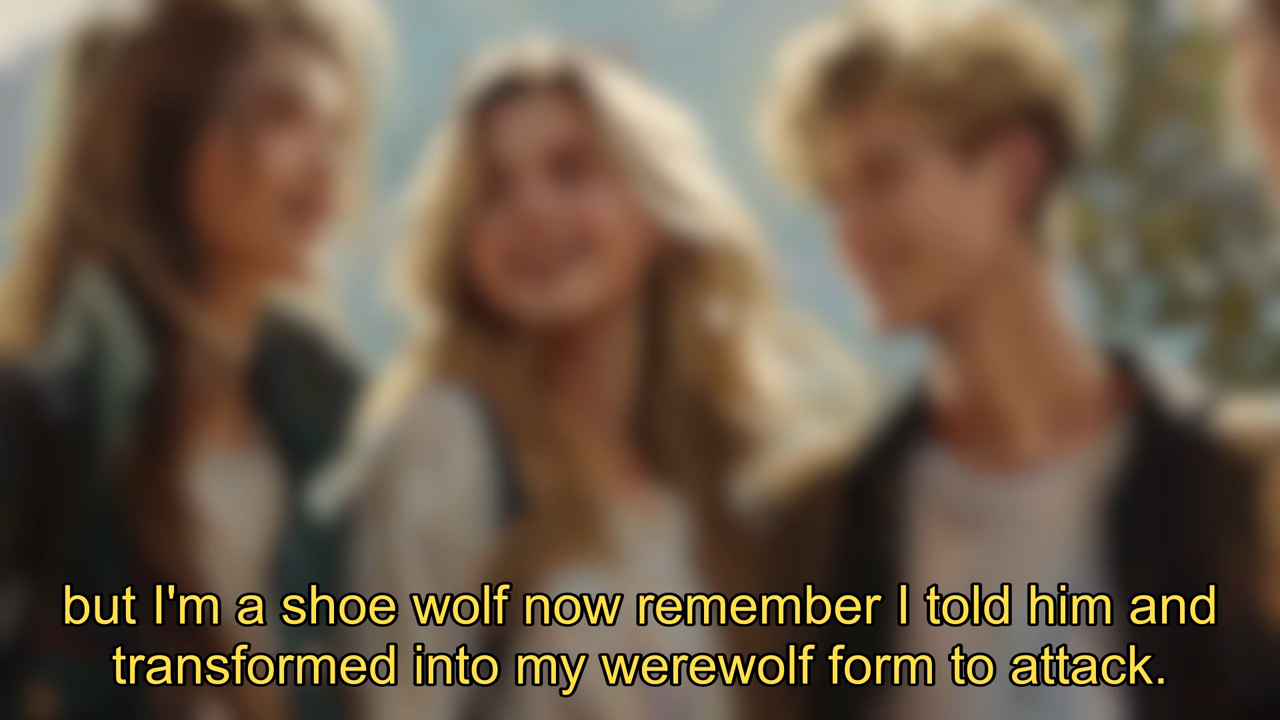 but I'm a shoe wolf now remember I told him and
transformed into my werewolf form to attack.